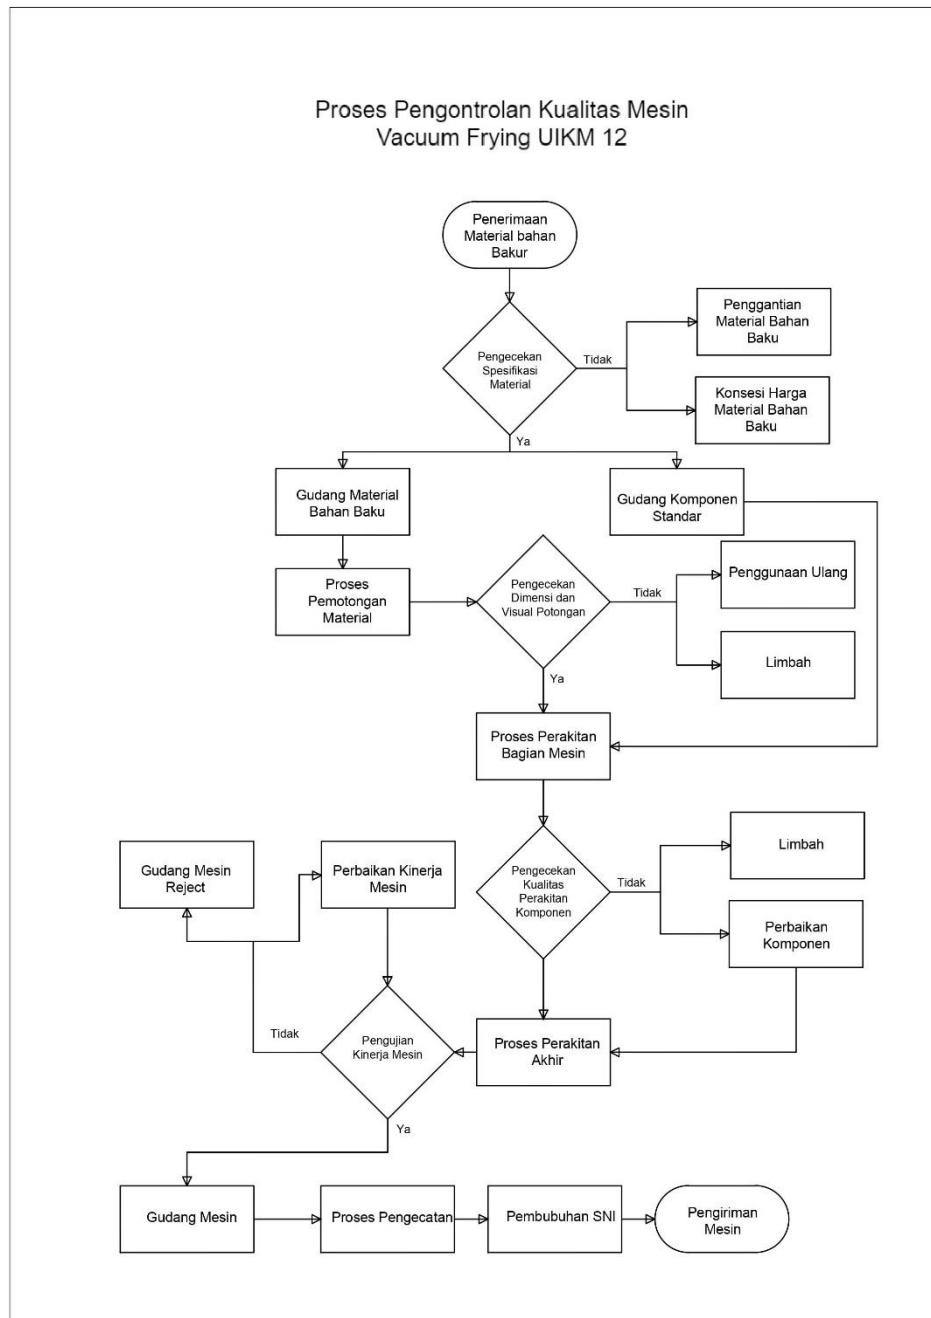 Proses Pengontrolan Kualitas Mesin
Vacuum Frying UIKM 12
Penerimaan
Material bahan
Bakur
Penggantian
Material Bahan
Baku
Pengecekan
Spesifikasi
Material
Tidak
Konsesi Harga
Material Bahan
Baku
Ya
Gudang Material
Bahan Baku
Gudang Komponen
Standar
Proses
Pemotongan
Material
Pengecekan
Dimensi dan
Visual Potongan
Tidak
Penggunaan Ulang
Limbah
Ya
Proses Perakitan
Bagian Mesin
Gudang Mesin
Reject
Perbaikan Kinerja
Mesin
Pengecekan
Kualitas
Perakitan
Komponen
Tidak
Limbah
Perbaikan
Komponen
Tidak
Pengujian
Kinerja Mesin
Proses Perakitan
Akhir
Ya
Gudang Mesin
Proses Pengecatan
Pembubuhan SNI
Pengiriman
Mesin